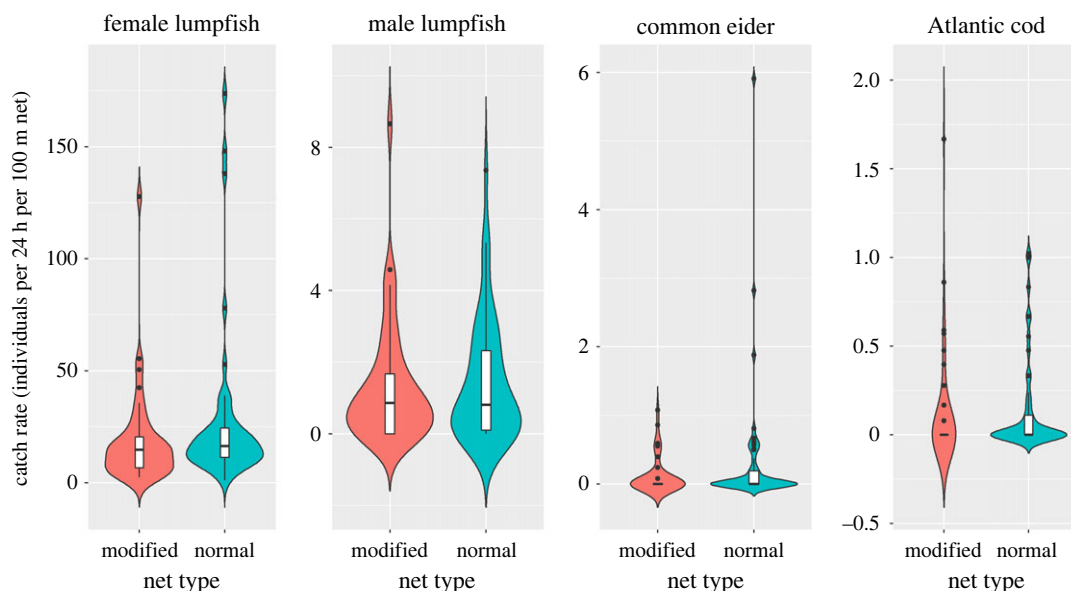 female lumpfish
male lumpfish
common eider
Atlantic cod
catch rate (individuals per 24 h per 100 m net)
150
100
50
0
8
4
0
6
4
2
0
2.0
1.5
1.0
0.5
0
–0.5
modified normal
modified normal
modified normal
modified normal
net type
net type
net type
net type